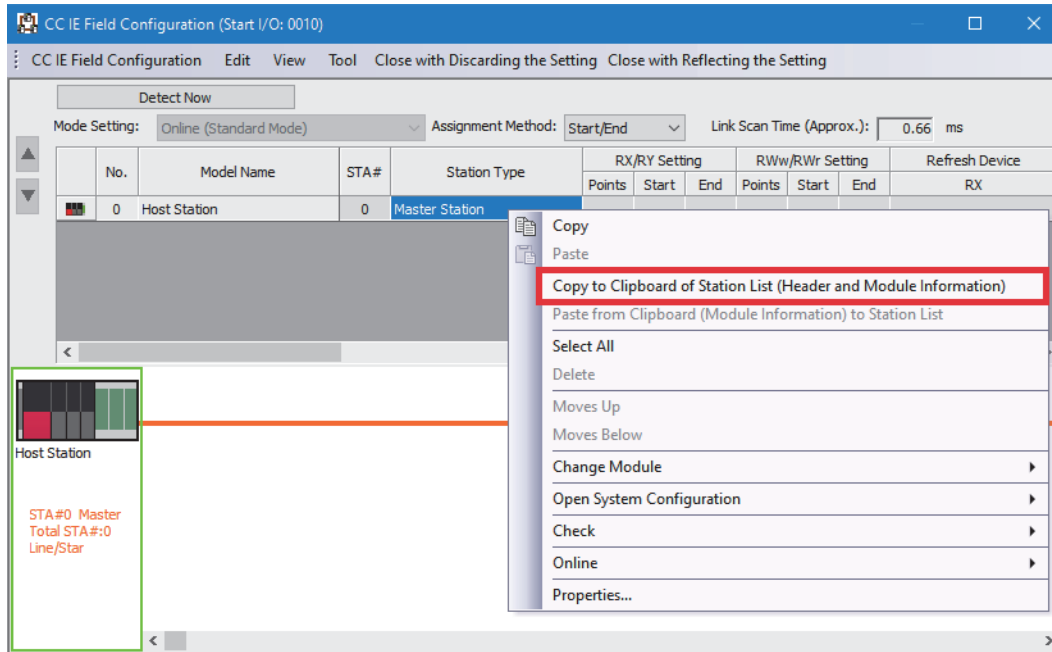 CC IE Field Configuration (Start I/O: 0010)
CC IE Field Configuration Edit View Tool Close with Discarding the Setting Close with Reflecting the Setting
Detect Now
Mode Setting: Online (Standard Mode) Assignment Method: Start/End Link Scan Time (Approx.): 0.66 ms
No. Model Name STA# Station Type RX/RY Setting RWw/RWr Setting Refresh Device
Points Start End Points Start End RX
0 Host Station 0 Master Station
Copy
Paste
Copy to Clipboard of Station List (Header and Module Information)
Paste from Clipboard (Module Information) to Station List
Select All
Delete
Moves Up
Moves Below
Change Module
Open System Configuration
Check
Online
Properties...
Host Station
STA#0 Master
Total STA#:0
Line/Star